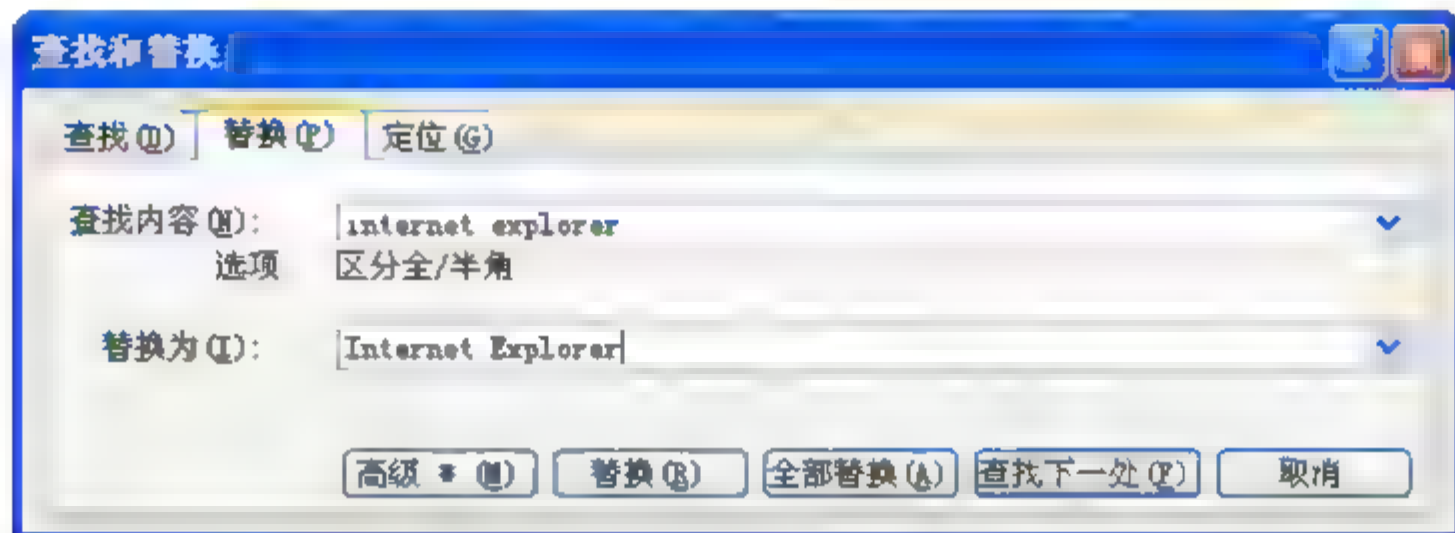 查找和替换
查找(D) 替换(P) 定位(G)
查找内容(N): internet explorer
选项 区分全/半角
替换为(I): Internet Explorer
高级 (M) 替换(R) 全部替换(A) 查找下一处(F) 取消